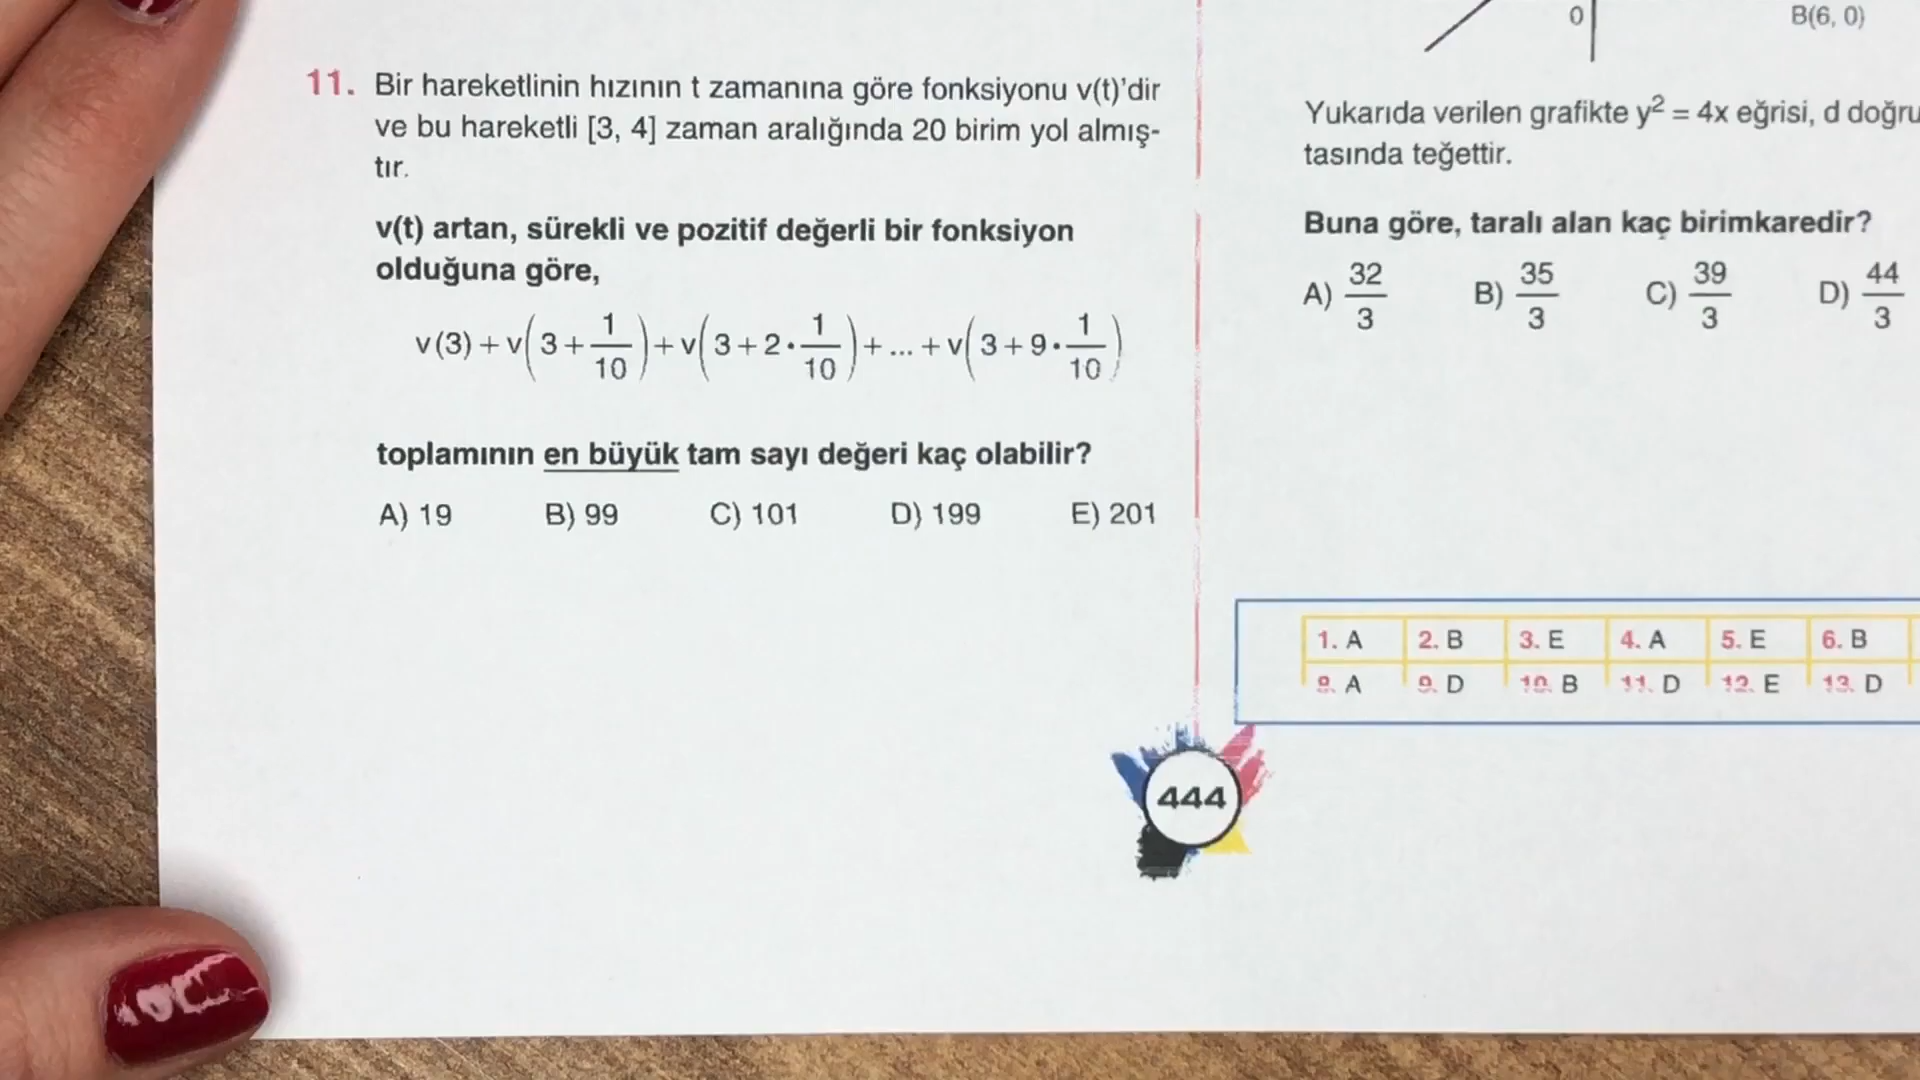 11. Bir hareketlinin hızının t zamanına göre fonksiyonu v(t)'dir
ve bu hareketli [3, 4] zaman aralığında 20 birim yol almış-
tır.
v(t) artan, sürekli ve pozitif değerli bir fonksiyon
olduğuna göre,
v(3) + v(3 + 1/10) + v(3 + 2 · 1/10) + ... + v(3 + 9 · 1/10)
toplamının en büyük tam sayı değeri kaç olabilir?
A) 19 B) 99 C) 101 D) 199 E) 201
0
B(6, 0)
Yukarıda verilen grafikte y² = 4x eğrisi, d doğru
tasında teğettir.
Buna göre, taralı alan kaç birimkaredir?
A) 32/3 B) 35/3 C) 39/3 D) 44/3
1. A 2. B 3. E 4. A 5. E 6. B
8. A 9. D 10. B 11. D 12. E 13. D
444